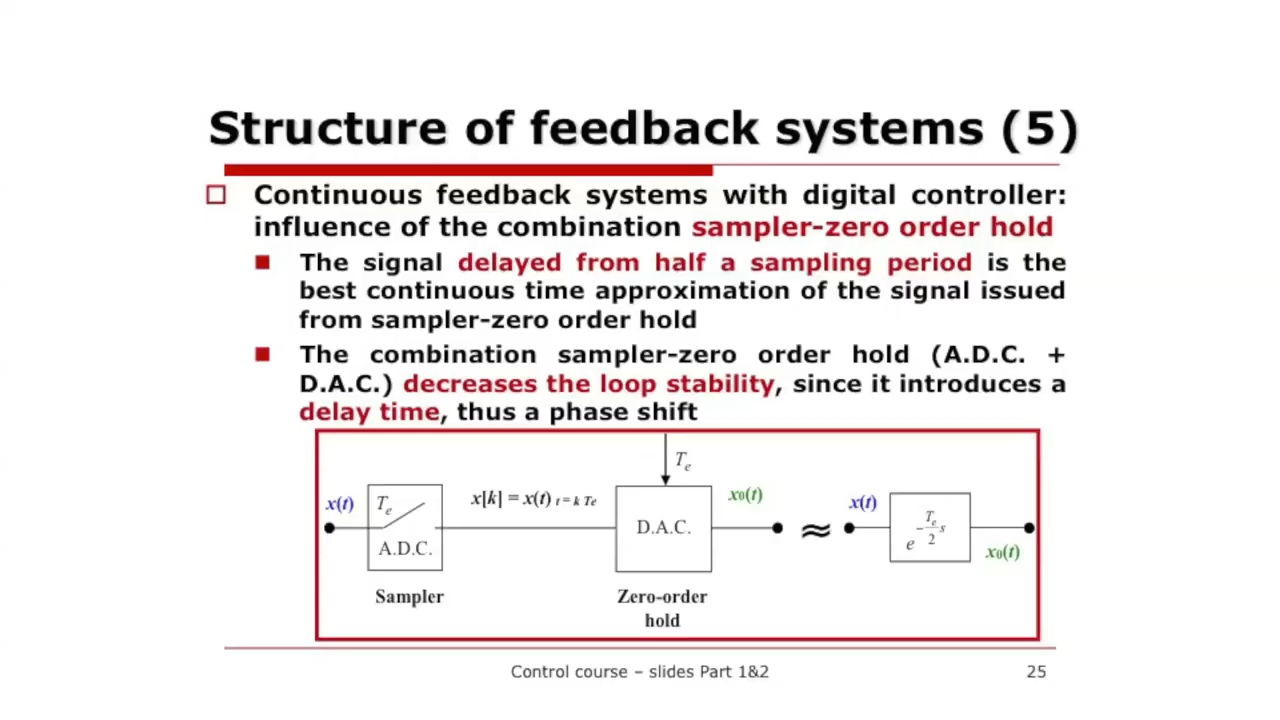 Structure of feedback systems (5)
Continuous feedback systems with digital controller:
influence of the combination sampler-zero order hold
The signal delayed from half a sampling period is the
best continuous time approximation of the signal issued
from sampler-zero order hold
The combination sampler-zero order hold (A.D.C. +
D.A.C.) decreases the loop stability, since it introduces a
delay time, thus a phase shift
Te
x(t)
Te
A.D.C.
Sampler
x[k] = x(t) t = k Te
D.A.C.
Zero-order
hold
x0(t)
≈
x(t)
e^(-Te/2 s)
x0(t)
Control course – slides Part 1&2
25